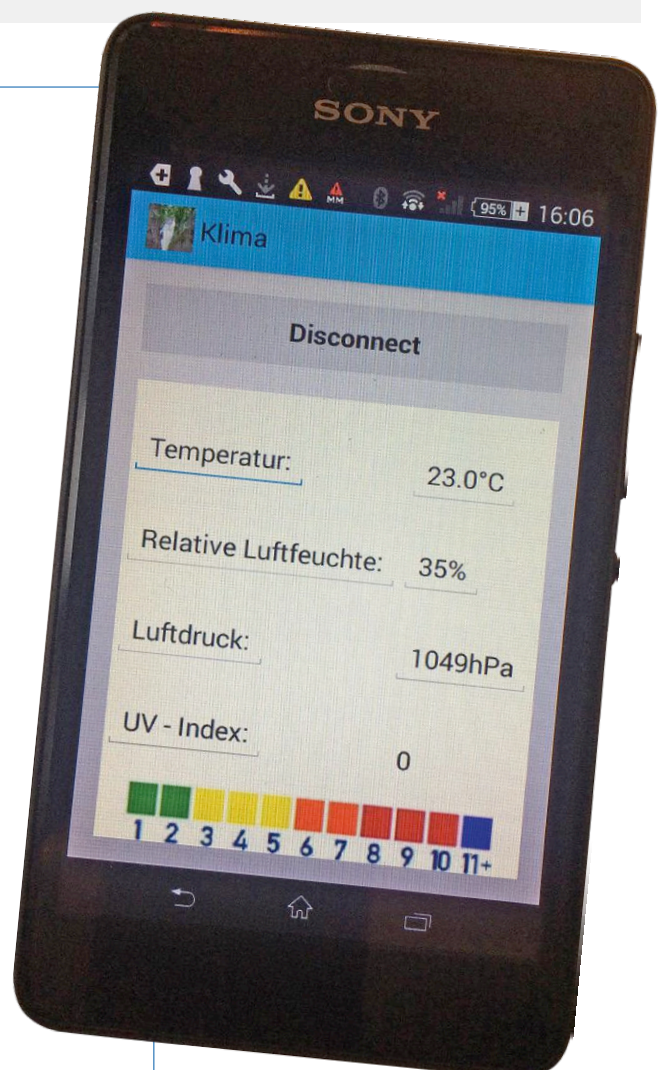 SONY
MM 95% 16:06
Klima
Disconnect
Temperatur: 23.0°C
Relative Luftfeuchte: 35%
Luftdruck: 1049hPa
UV - Index: 0
1 2 3 4 5 6 7 8 9 10 11+